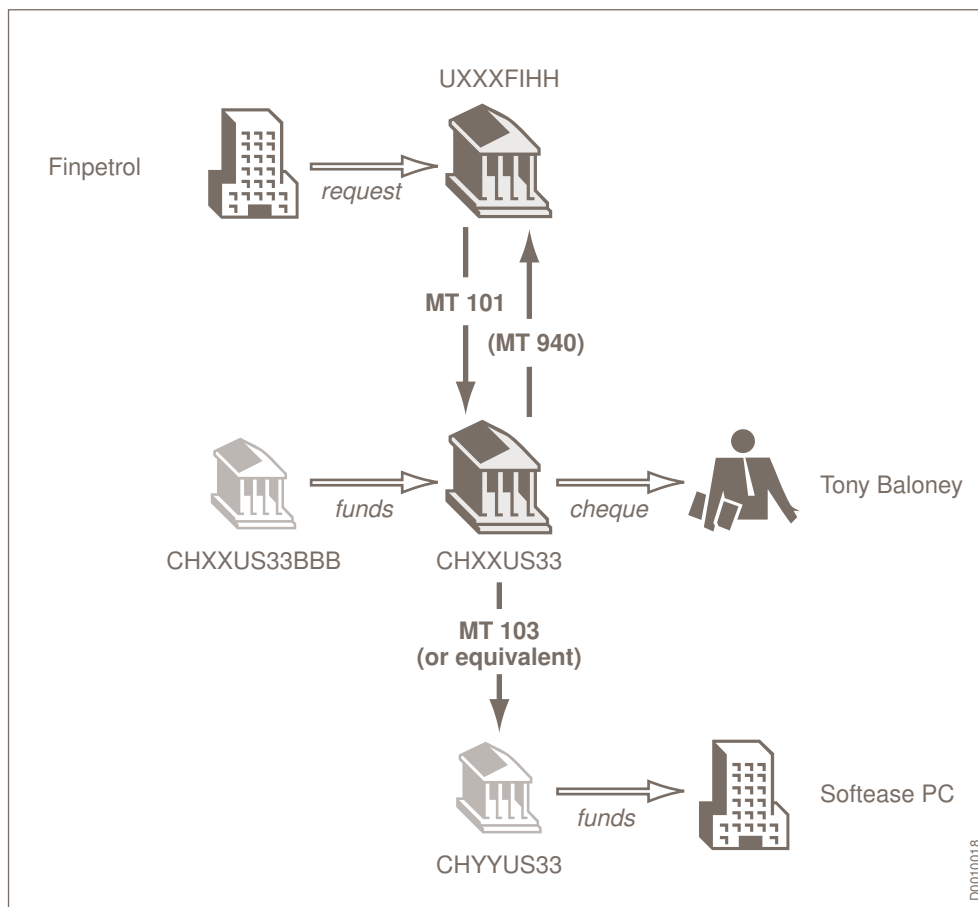 UXXXFIHH
Finpetrol
request
MT 101
(MT 940)
funds
cheque
Tony Baloney
CHXXUS33BBB
CHXXUS33
MT 103
(or equivalent)
funds
Softease PC
CHYYUS33
D0010018